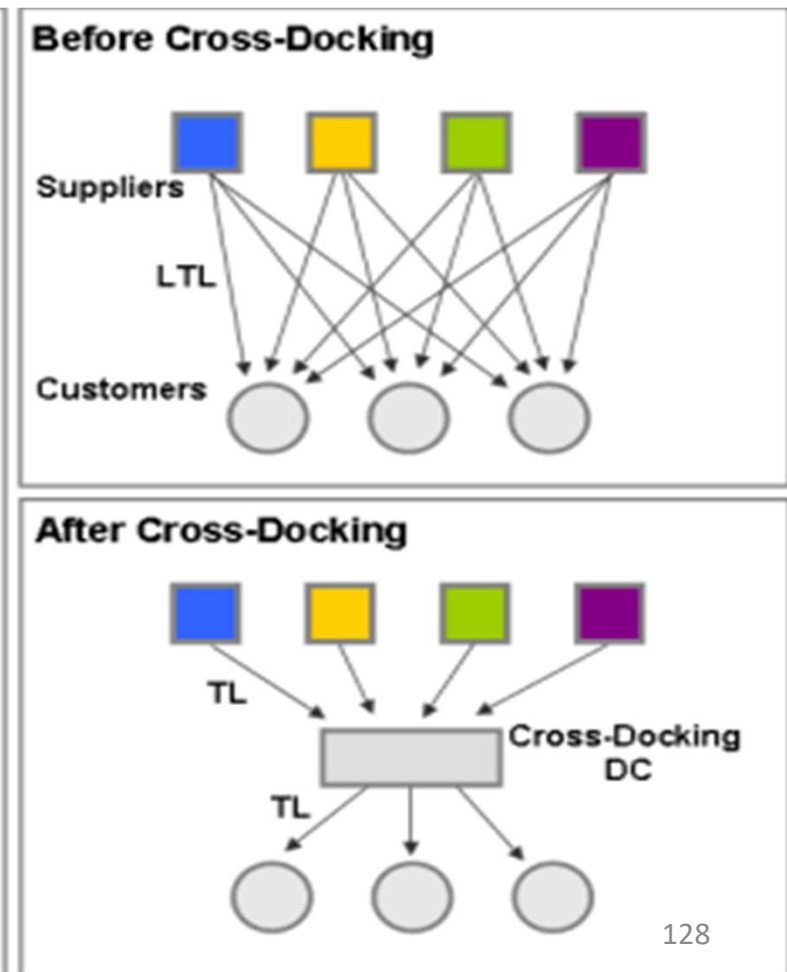 Before Cross-Docking
Suppliers
LTL
Customers
After Cross-Docking
TL
Cross-Docking
DC
TL
128